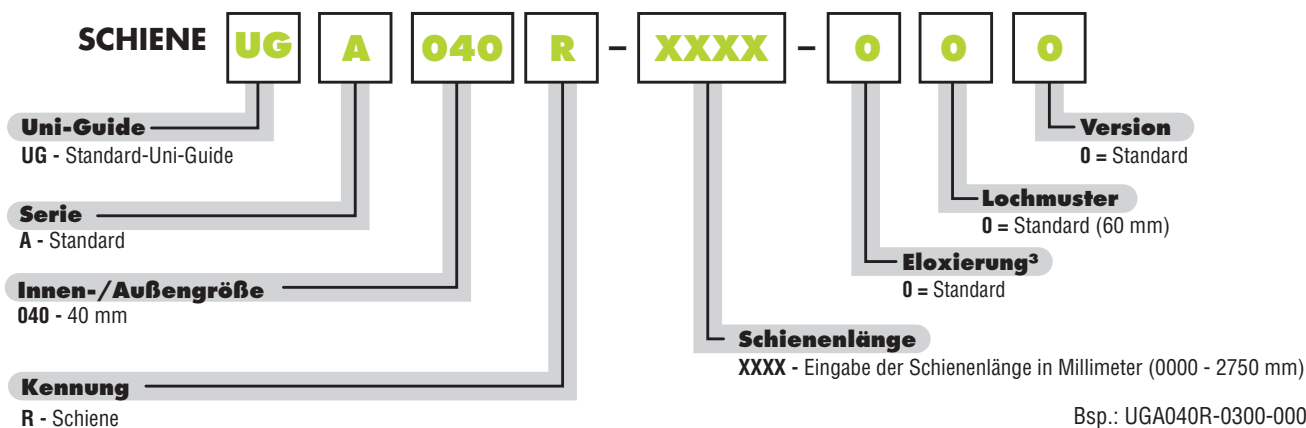 SCHIENE UG A 040 R – XXXX – 0 0 0
Uni-Guide
UG - Standard-Uni-Guide
Version
0 = Standard
Serie
A - Standard
Lochmuster
0 = Standard (60 mm)
Eloxierung³
0 = Standard
Innen-/Außengröße
040 - 40 mm
Schienenlänge
XXXX - Eingabe der Schienenlänge in Millimeter (0000 - 2750 mm)
Kennung
R - Schiene
Bsp.: UGA040R-0300-000